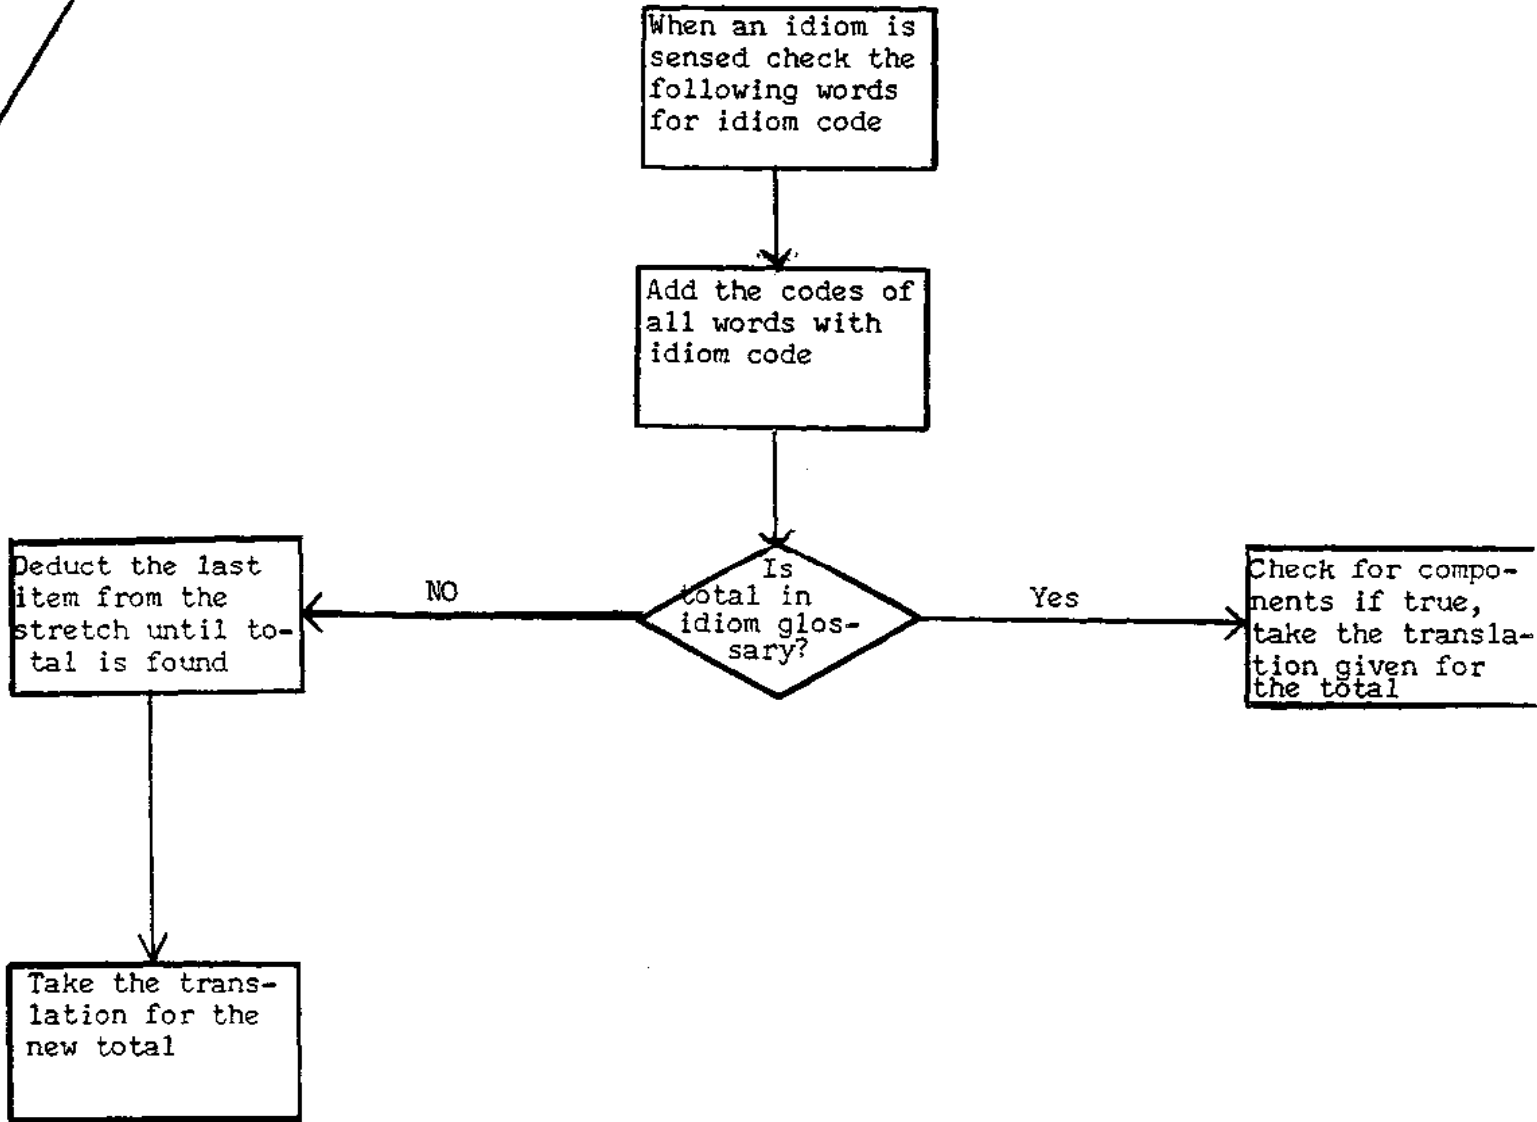 When an idiom is
sensed check the
following words
for idiom code
Add the codes of
all words with
idiom code
Is
total in
idiom glos-
sary?
NO
Yes
Deduct the last
item from the
stretch until to-
tal is found
Check for compo-
nents if true,
take the transla-
tion given for
the total
Take the trans-
lation for the
new total